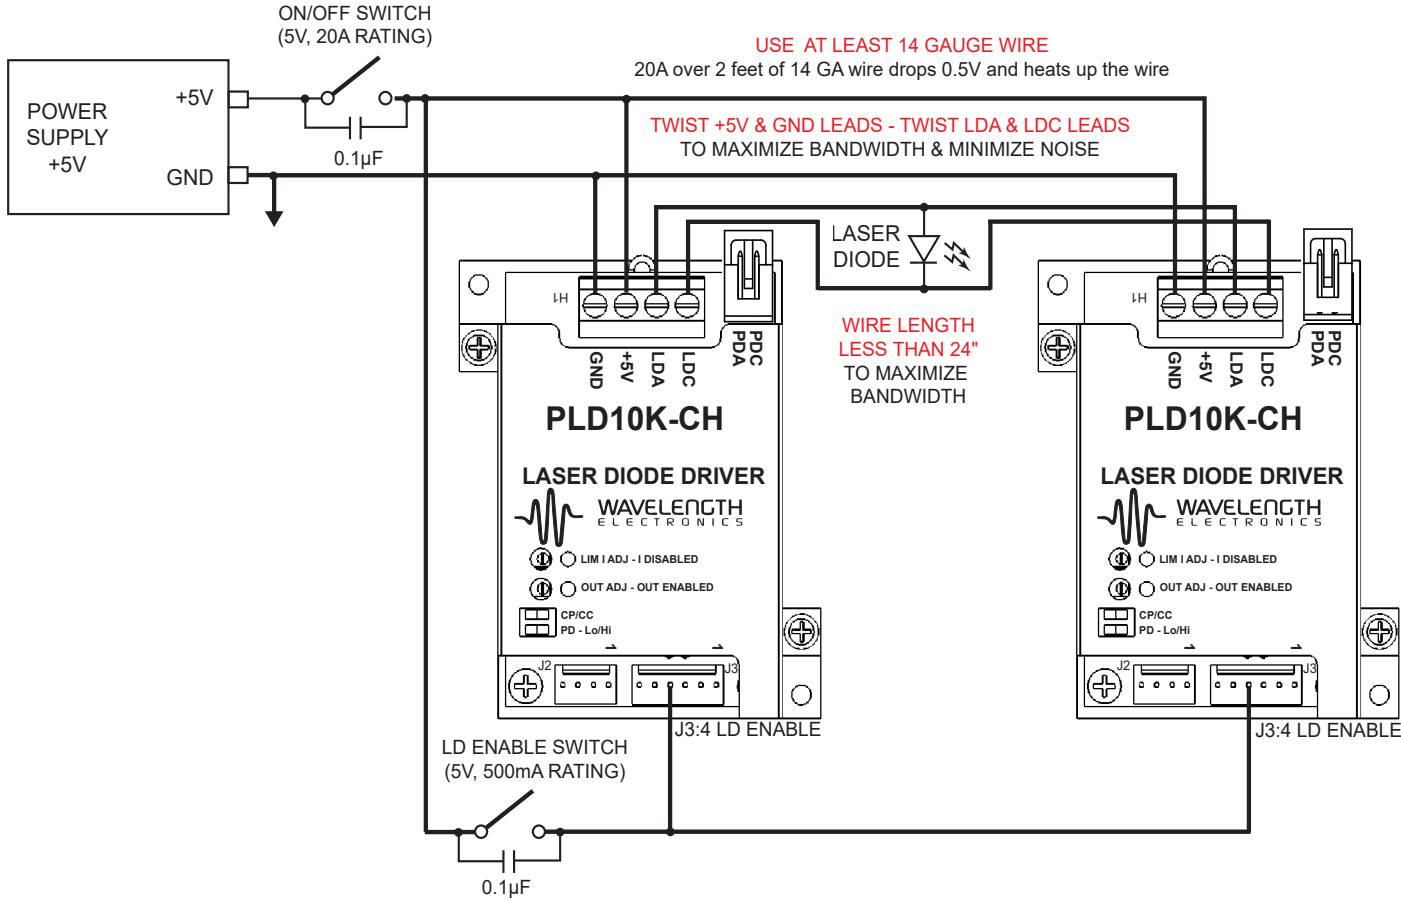 ON/OFF SWITCH
(5V, 20A RATING)
USE AT LEAST 14 GAUGE WIRE
20A over 2 feet of 14 GA wire drops 0.5V and heats up the wire
POWER
SUPPLY
+5V
+5V
GND
0.1µF
TWIST +5V & GND LEADS - TWIST LDA & LDC LEADS
TO MAXIMIZE BANDWIDTH & MINIMIZE NOISE
LASER
DIODE
WIRE LENGTH
LESS THAN 24"
TO MAXIMIZE
BANDWIDTH
H1
GND
+5V
LDA
LDC
PDA
PDC
PLD10K-CH
LASER DIODE DRIVER
WAVELENGTH
ELECTRONICS
LIM I ADJ - I DISABLED
OUT ADJ - OUT ENABLED
CP/CC
PD - Lo/Hi
1
1
J2
J3
J3:4 LD ENABLE
H1
GND
+5V
LDA
LDC
PDA
PDC
PLD10K-CH
LASER DIODE DRIVER
WAVELENGTH
ELECTRONICS
LIM I ADJ - I DISABLED
OUT ADJ - OUT ENABLED
CP/CC
PD - Lo/Hi
1
1
J2
J3
J3:4 LD ENABLE
LD ENABLE SWITCH
(5V, 500mA RATING)
0.1µF